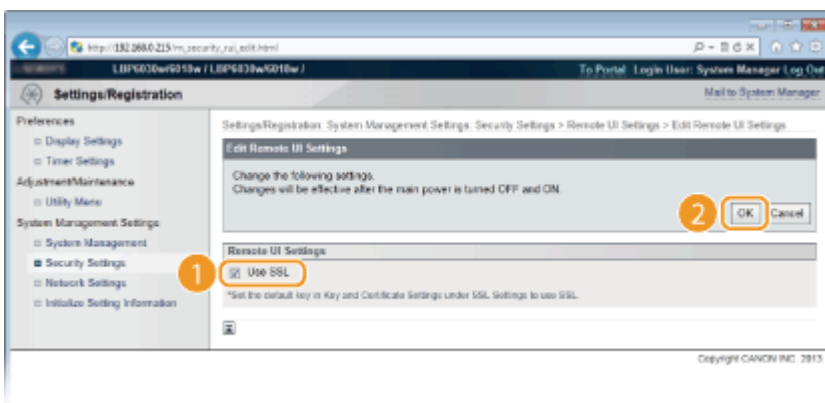 http://192.168.0.215/m_security_rui_edit.html
LBP6030w/6018w / LBP6030w/6018w /
To Portal Login User: System Manager Log Out
Settings/Registration
Mail to System Manager
Preferences
Display Settings
Timer Settings
Adjustment/Maintenance
Utility Menu
System Management Settings
System Management
Security Settings
Network Settings
Initialize Setting Information
Settings/Registration: System Management Settings: Security Settings > Remote UI Settings > Edit Remote UI Settings
Edit Remote UI Settings
Change the following settings.
Changes will be effective after the main power is turned OFF and ON.
2
OK
Cancel
Remote UI Settings
1
Use SSL
*Set the default key in Key and Certificate Settings under SSL Settings to use SSL.
Copyright CANON INC. 2013